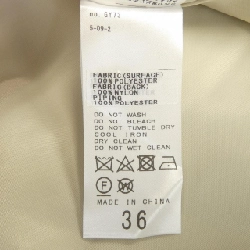 FABRIC(SURFACE)
100%POLYESTER
FABRIC(BACK)
100%NYLON
PIPING
100%POLYESTER
DO NOT WASH
DO NOT BLEACH
DO NOT TUMBLE DRY
COOL IRON
DRY CLEAN
DO NOT WET CLEAN
F W
MADE IN CHINA
36